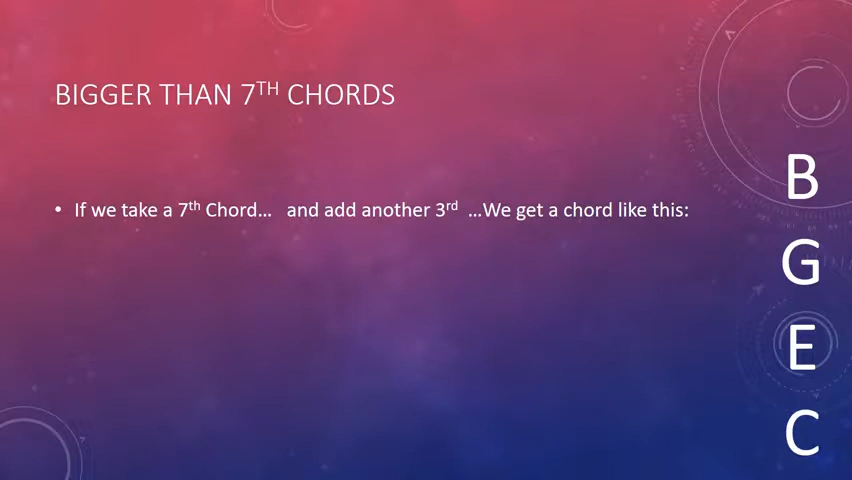 BIGGER THAN 7TH CHORDS
• If we take a 7th Chord… and add another 3rd …We get a chord like this:
B
G
E
C